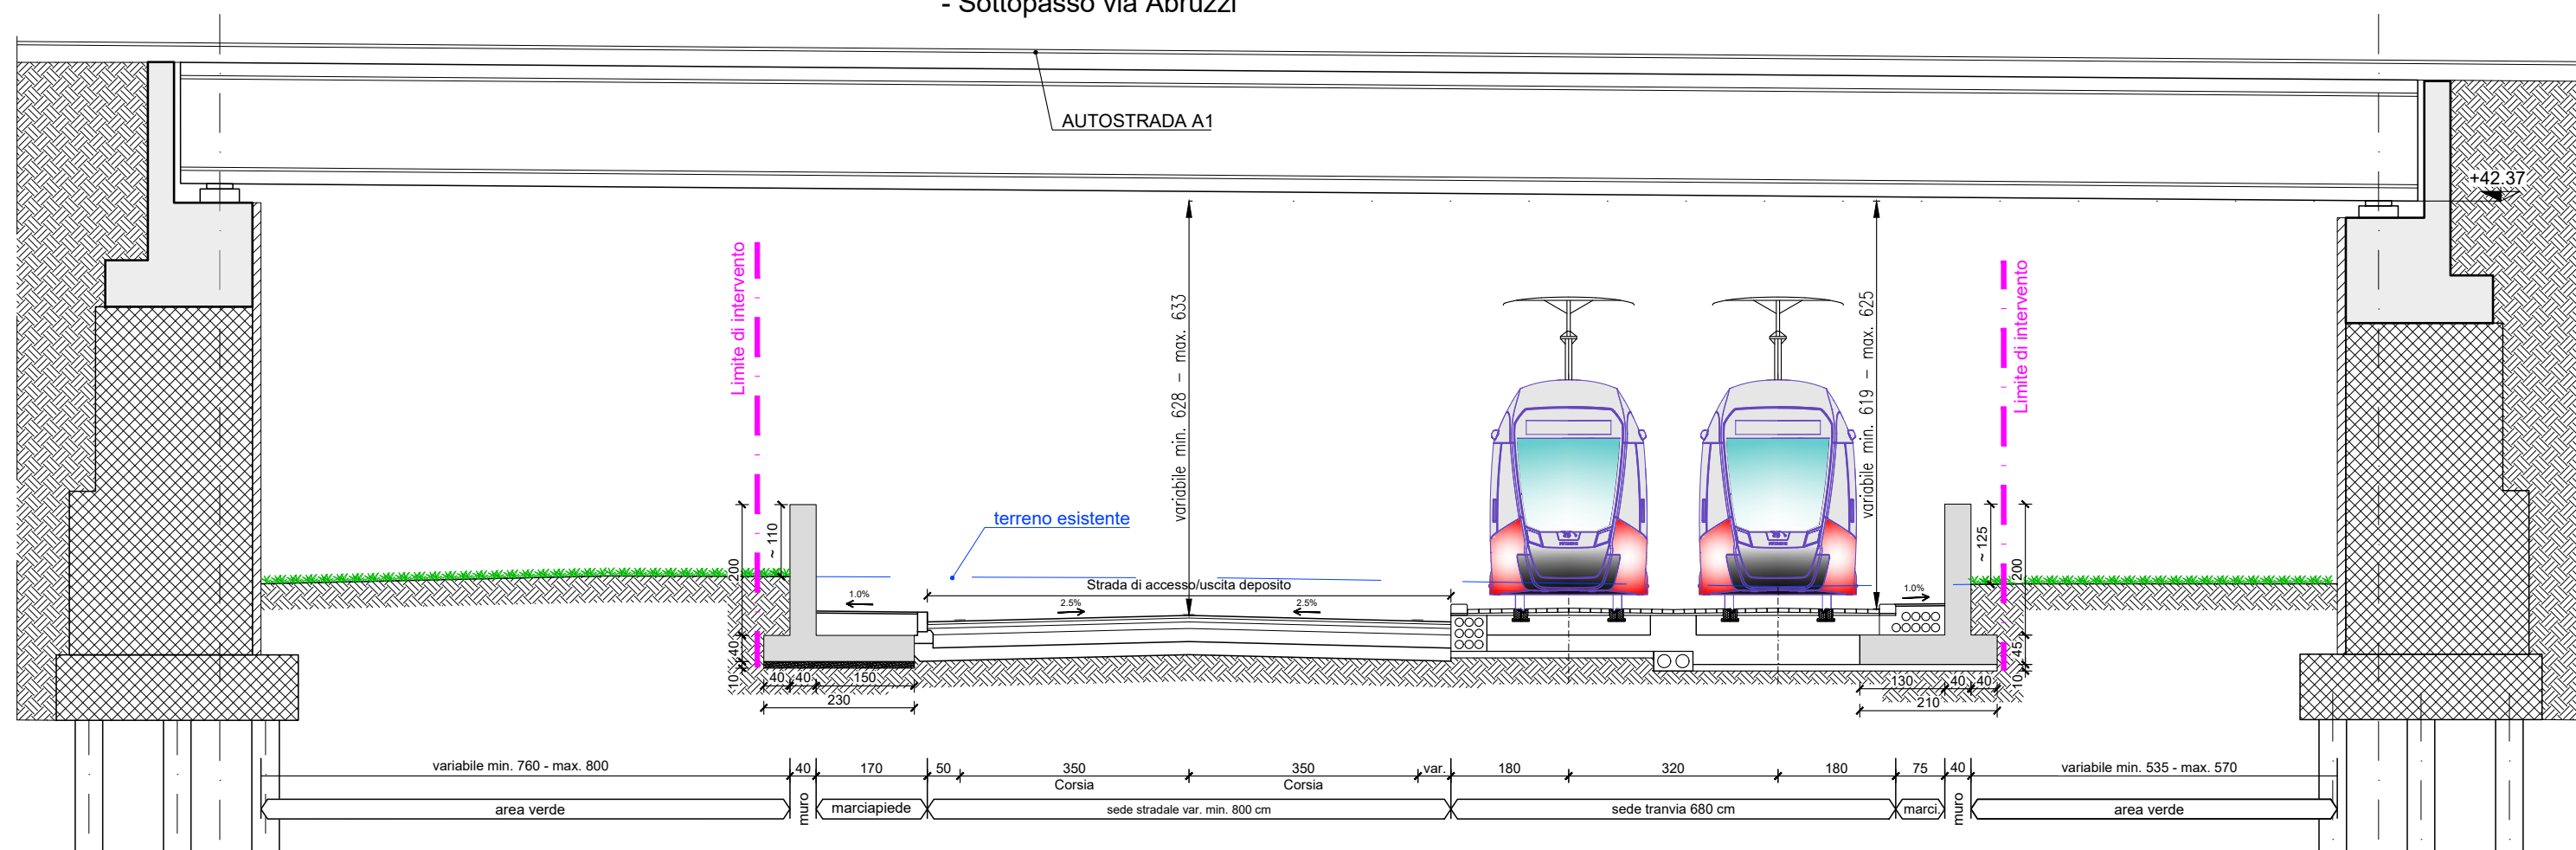 - Sottopasso via Abruzzi
AUTOSTRADA A1
+42.37
Limite di intervento
variabile min. 628 - max. 633
variabile min. 619 - max. 625
Limite di intervento
terreno esistente
Strada di accesso/uscita deposito
200
~ 110
40
10
1.0%
2.5%
2.5%
1.0%
~ 125
200
45
10
40
40
150
230
130
40
40
210
variabile min. 760 - max. 800
40
170
50
350
350
var.
180
320
180
75
40
variabile min. 535 - max. 570
Corsia
Corsia
area verde
muro
marciapiede
sede stradale var. min. 800 cm
sede tranvia 680 cm
marci.
muro
area verde